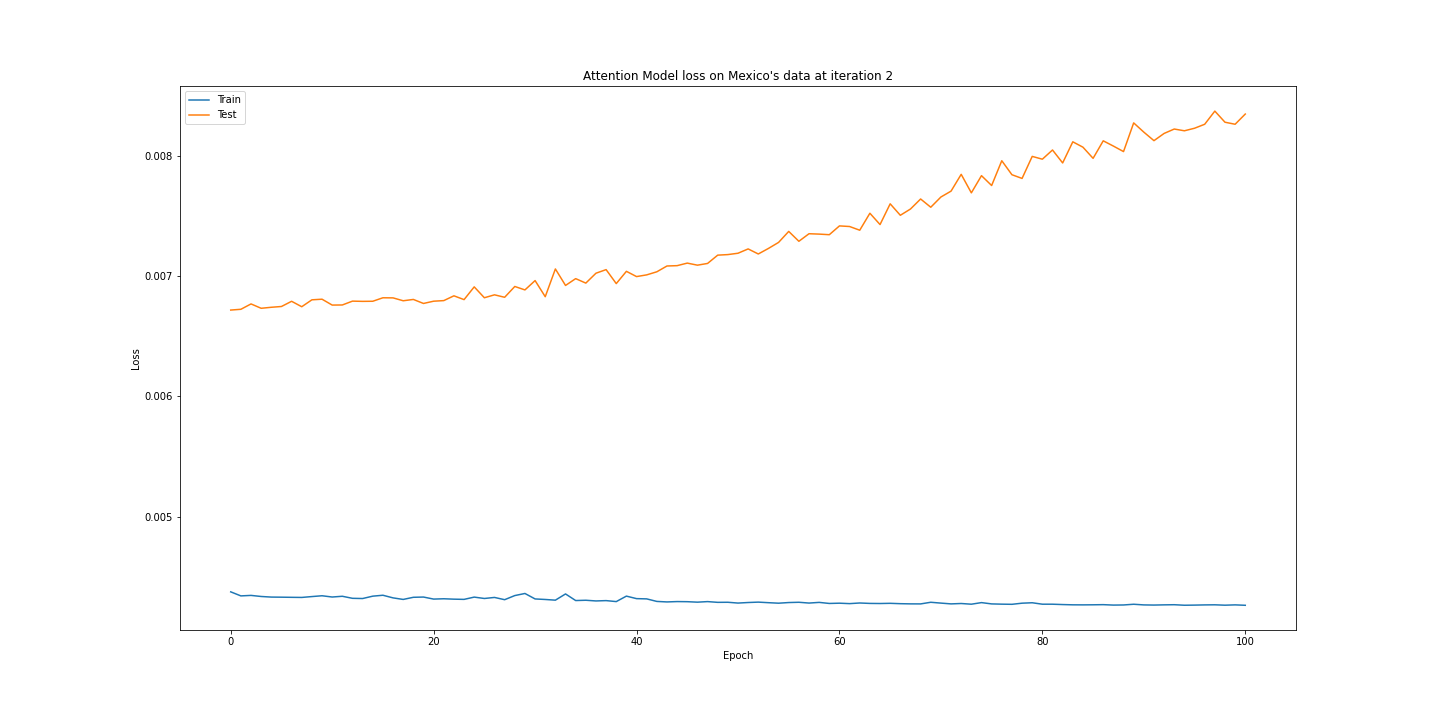 Attention Model loss on Mexico's data at iteration 2
Train
Test
0.008
0.007
0.006
0.005
Loss
0 20 40 60 80 100
Epoch